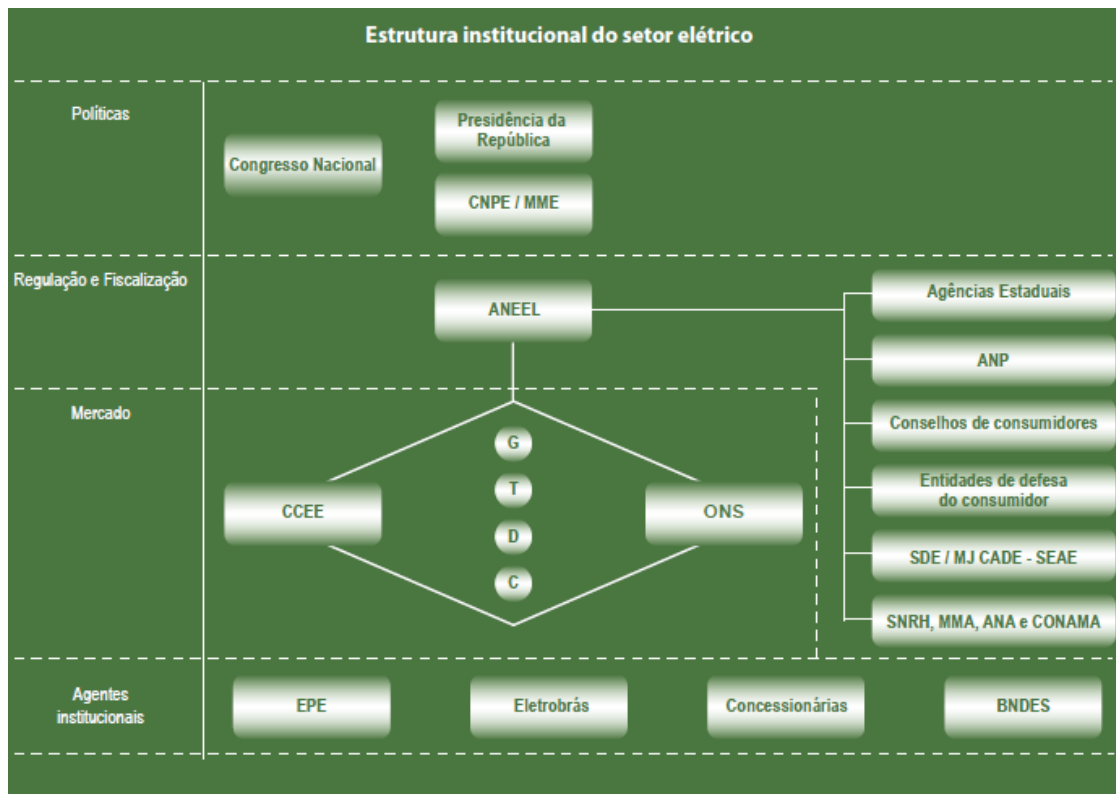 Estrutura institucional do setor elétrico
Políticas
Congresso Nacional
Presidência da
República
CNPE / MME
Regulação e Fiscalização
ANEEL
Agências Estaduais
ANP
Conselhos de consumidores
Entidades de defesa
do consumidor
SDE / MJ CADE - SEAE
SNRH, MMA, ANA e CONAMA
Mercado
CCEE
G
T
D
C
ONS
Agentes
institucionais
EPE
Eletrobrás
Concessionárias
BNDES